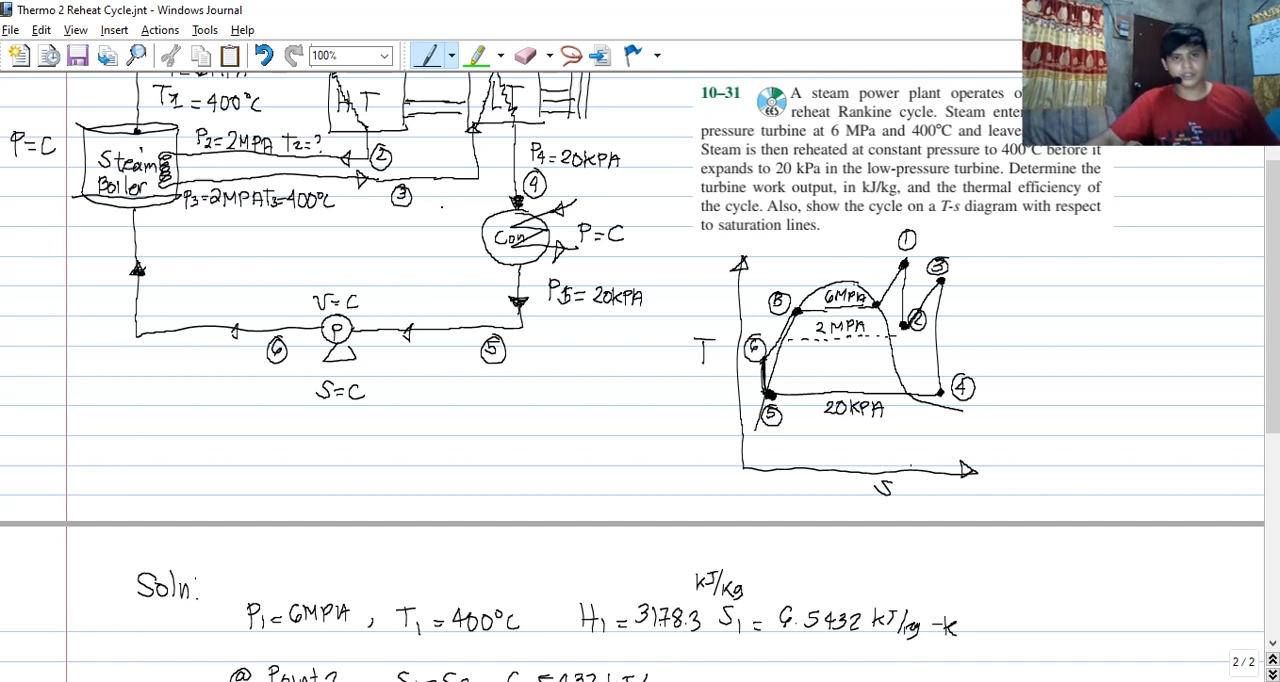 Thermo 2 Reheat Cycle.jnt - Windows Journal
File Edit View Insert Actions Tools Help
100%
T1 = 400°C
HT
LT
P=C
Steam
Boiler
P2=2MPA T2=?
2
P3=2MPA T3=400°C
3
P4=20KPA
4
Con
P=C
P5=20KPA
V=C
P
6
5
S=C
10–31 EES A steam power plant operates o
reheat Rankine cycle. Steam enter
pressure turbine at 6 MPa and 400°C and leave
Steam is then reheated at constant pressure to 400°C before it
expands to 20 kPa in the low-pressure turbine. Determine the
turbine work output, in kJ/kg, and the thermal efficiency of
the cycle. Also, show the cycle on a T-s diagram with respect
to saturation lines.
1
3
B
6MPA
2
2 MPA
6
T
4
5
20KPA
S
Soln:
KJ/Kg
P1=6MPA , T1=400°C H1=3178.3 S1= 6.5432 KJ/kg-K
@ Point 2
2/2